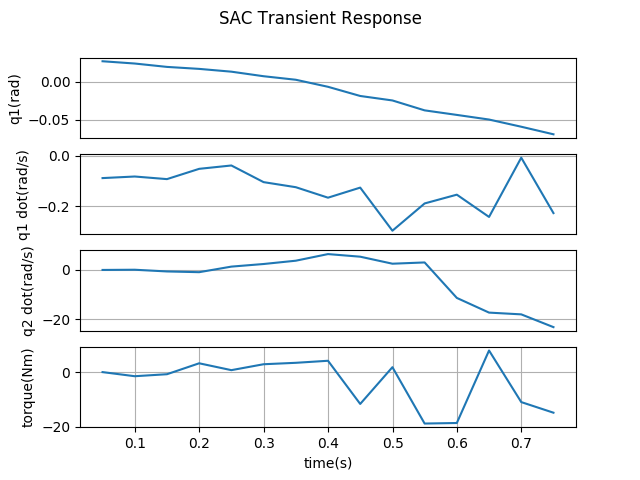 SAC Transient Response
q1(rad)
0.00
−0.05
q1 dot(rad/s)
0.0
−0.2
q2 dot(rad/s)
0
−20
torque(Nm)
0
−20
0.1 0.2 0.3 0.4 0.5 0.6 0.7
time(s)